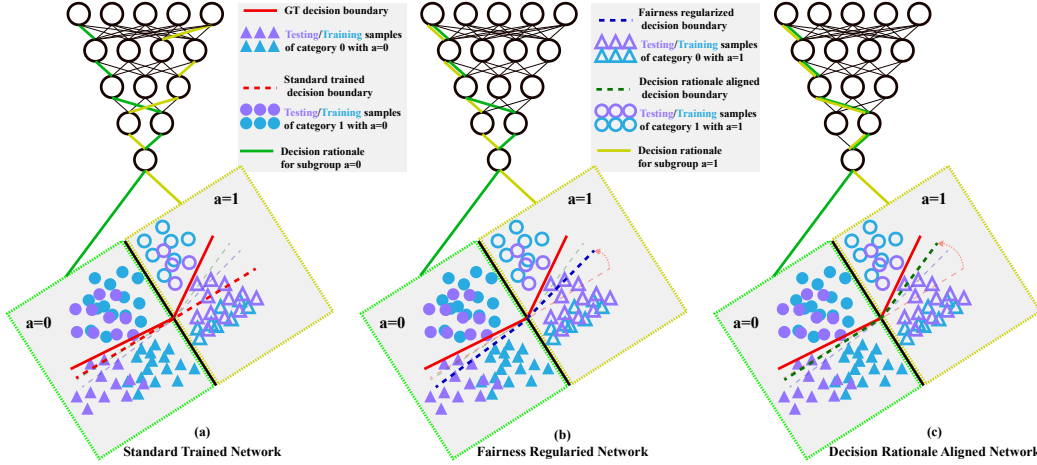 GT decision boundary
Testing/Training samples
of category 0 with a=0
Standard trained
decision boundary
Testing/Training samples
of category 1 with a=0
Decision rationale
for subgroup a=0
Fairness regularized
decision boundary
Testing/Training samples
of category 0 with a=1
Decision rationale aligned
decision boundary
Testing/Training samples
of category 1 with a=1
Decision rationale
for subgroup a=1
a=1
a=0
(a)
Standard Trained Network
a=1
a=0
(b)
Fairness Regularied Network
a=1
a=0
(c)
Decision Rationale Aligned Network